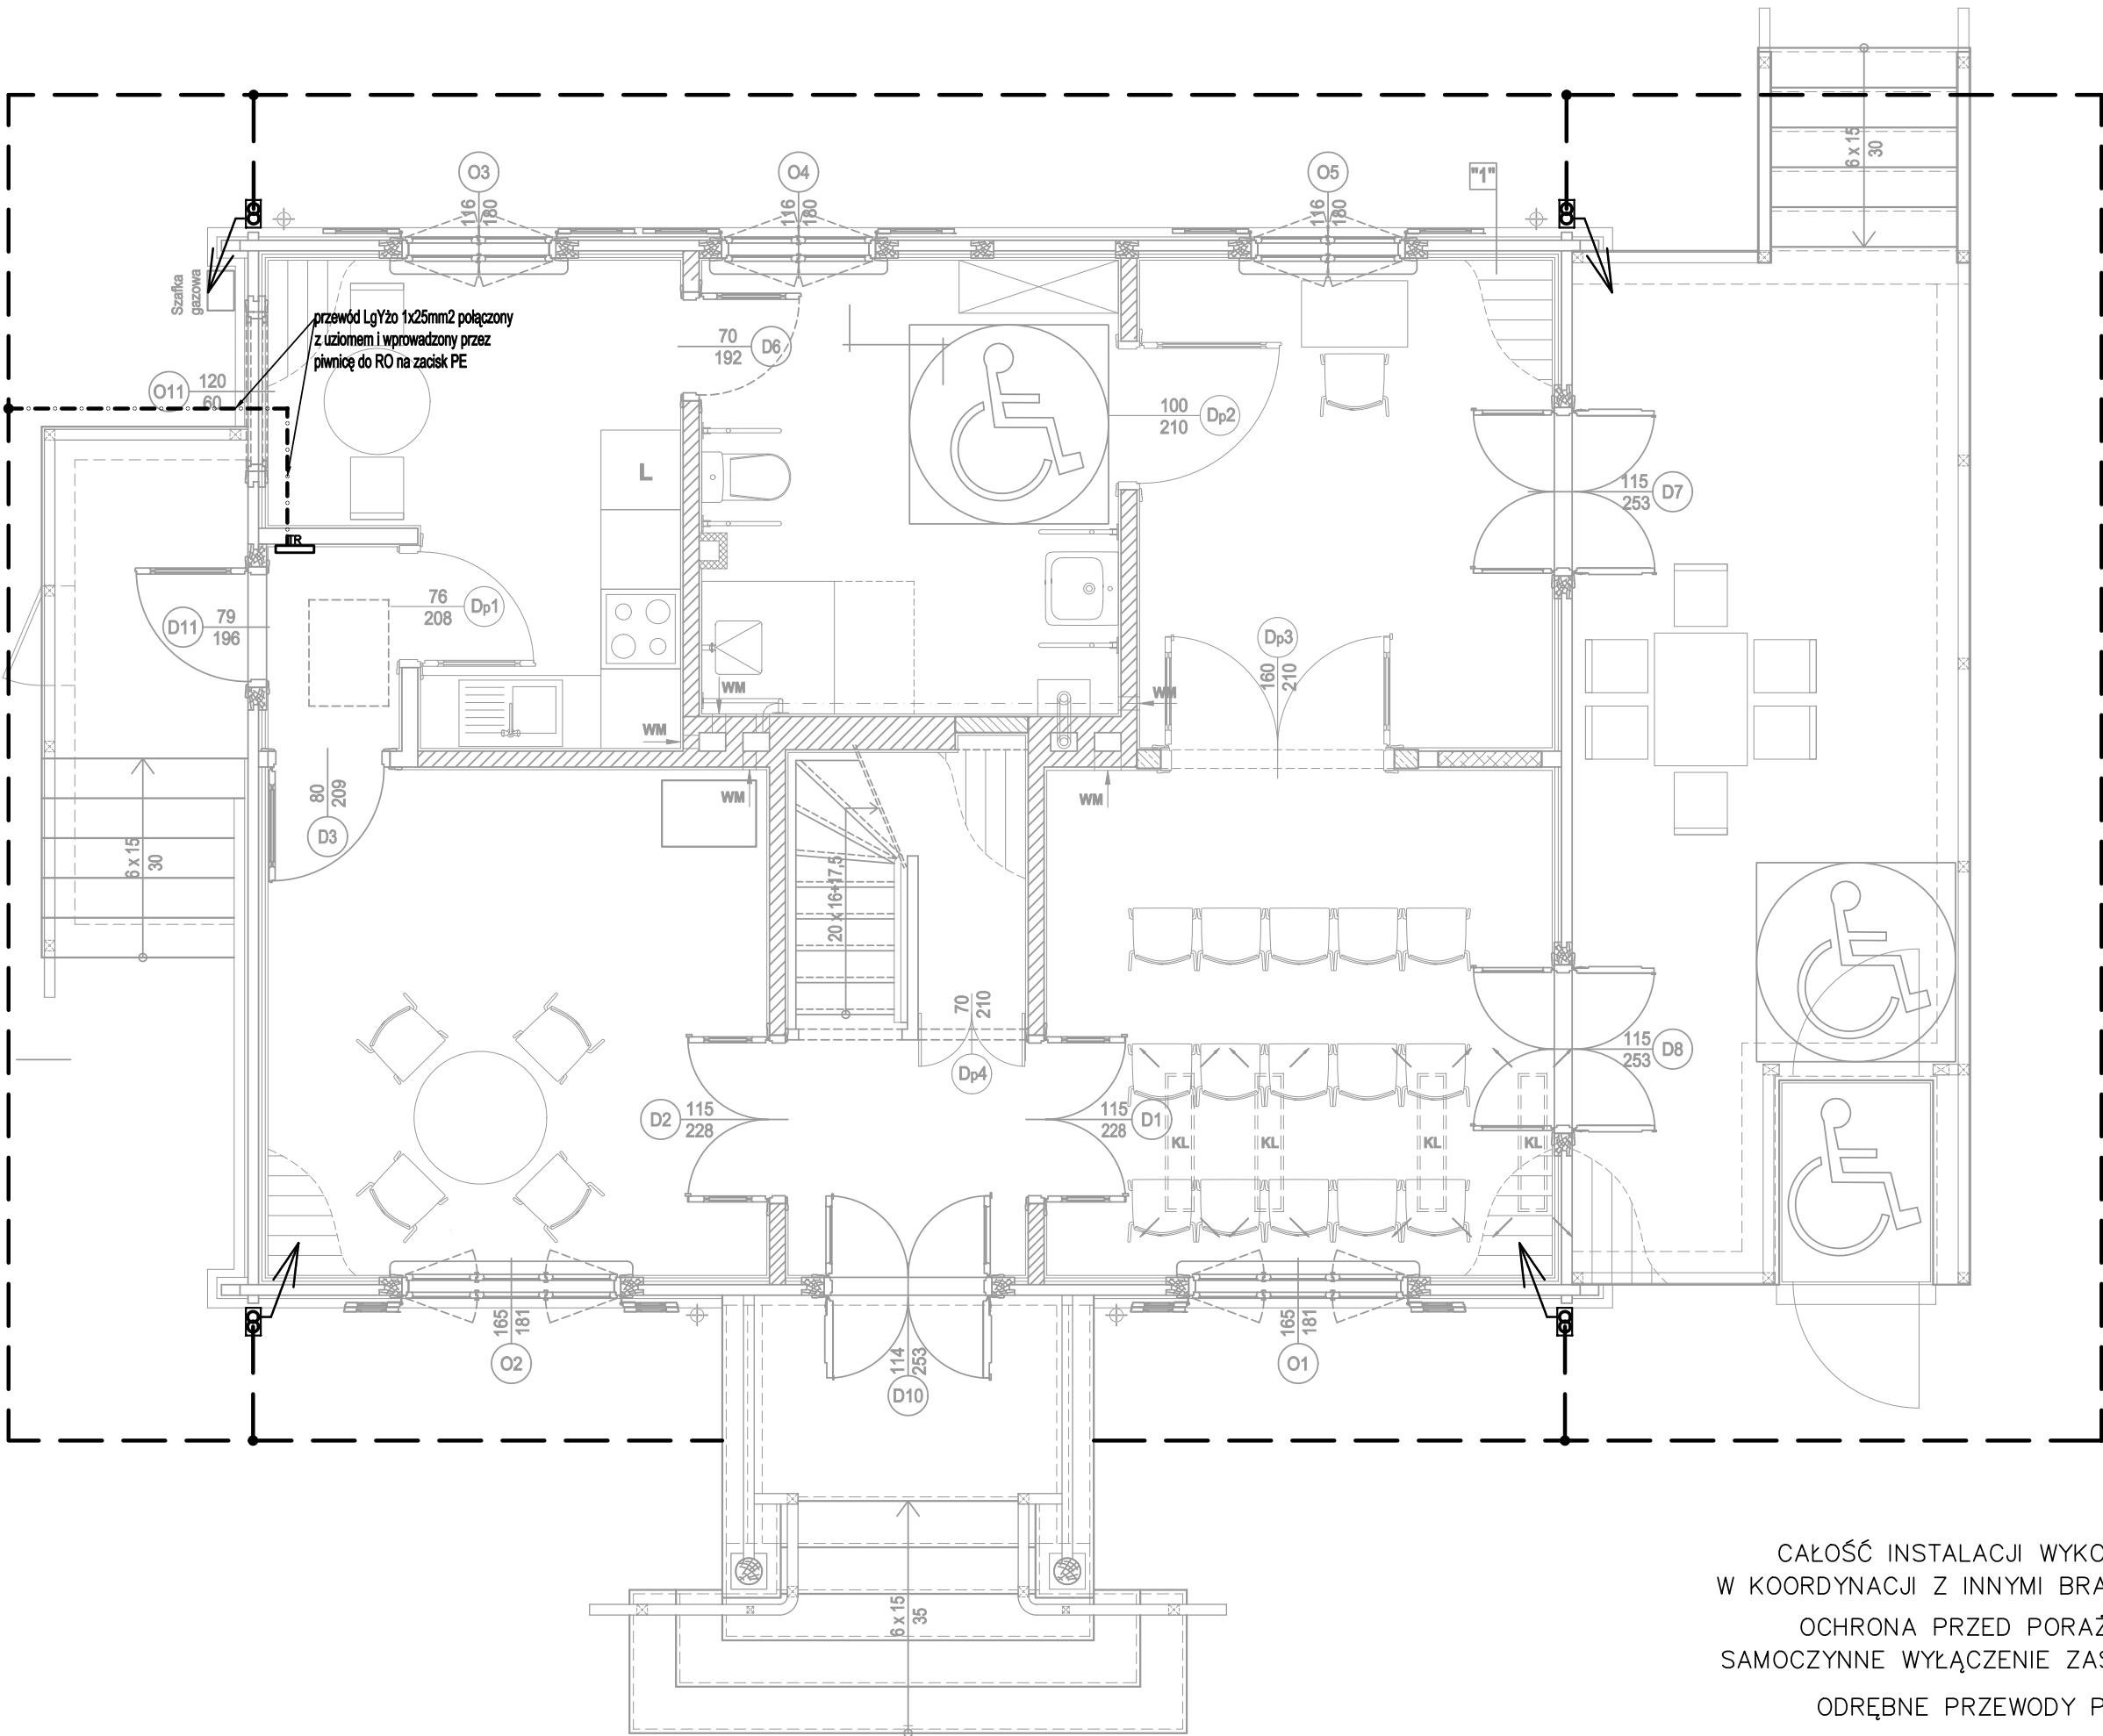 6 x 15
30
O3
116
180
O4
116
180
O5
116
180
"1"
Szafka
gazowa
przewód LgYżo 1x25mm2 połączony
z uziomem i wprowadzony przez
piwnicę do RO na zacisk PE
70
192
D6
O11
120
60
100
210
Dp2
L
115
253
D7
TR
76
208
Dp1
D11
79
196
Dp3
160
210
WM
WM
WM
WM
WM
80
209
D3
6 x 15
30
20 x 16÷17,5
70
210
Dp4
115
253
D8
D2
115
228
115
228
D1
KL
KL
KL
KL
165
181
O2
114
253
D10
165
181
O1
6 x 15
35
CAŁOŚĆ INSTALACJI WYKO
W KOORDYNACJI Z INNYMI BRA
OCHRONA PRZED PORAŻ
SAMOCZYNNE WYŁĄCZENIE ZAS
ODRĘBNE PRZEWODY P